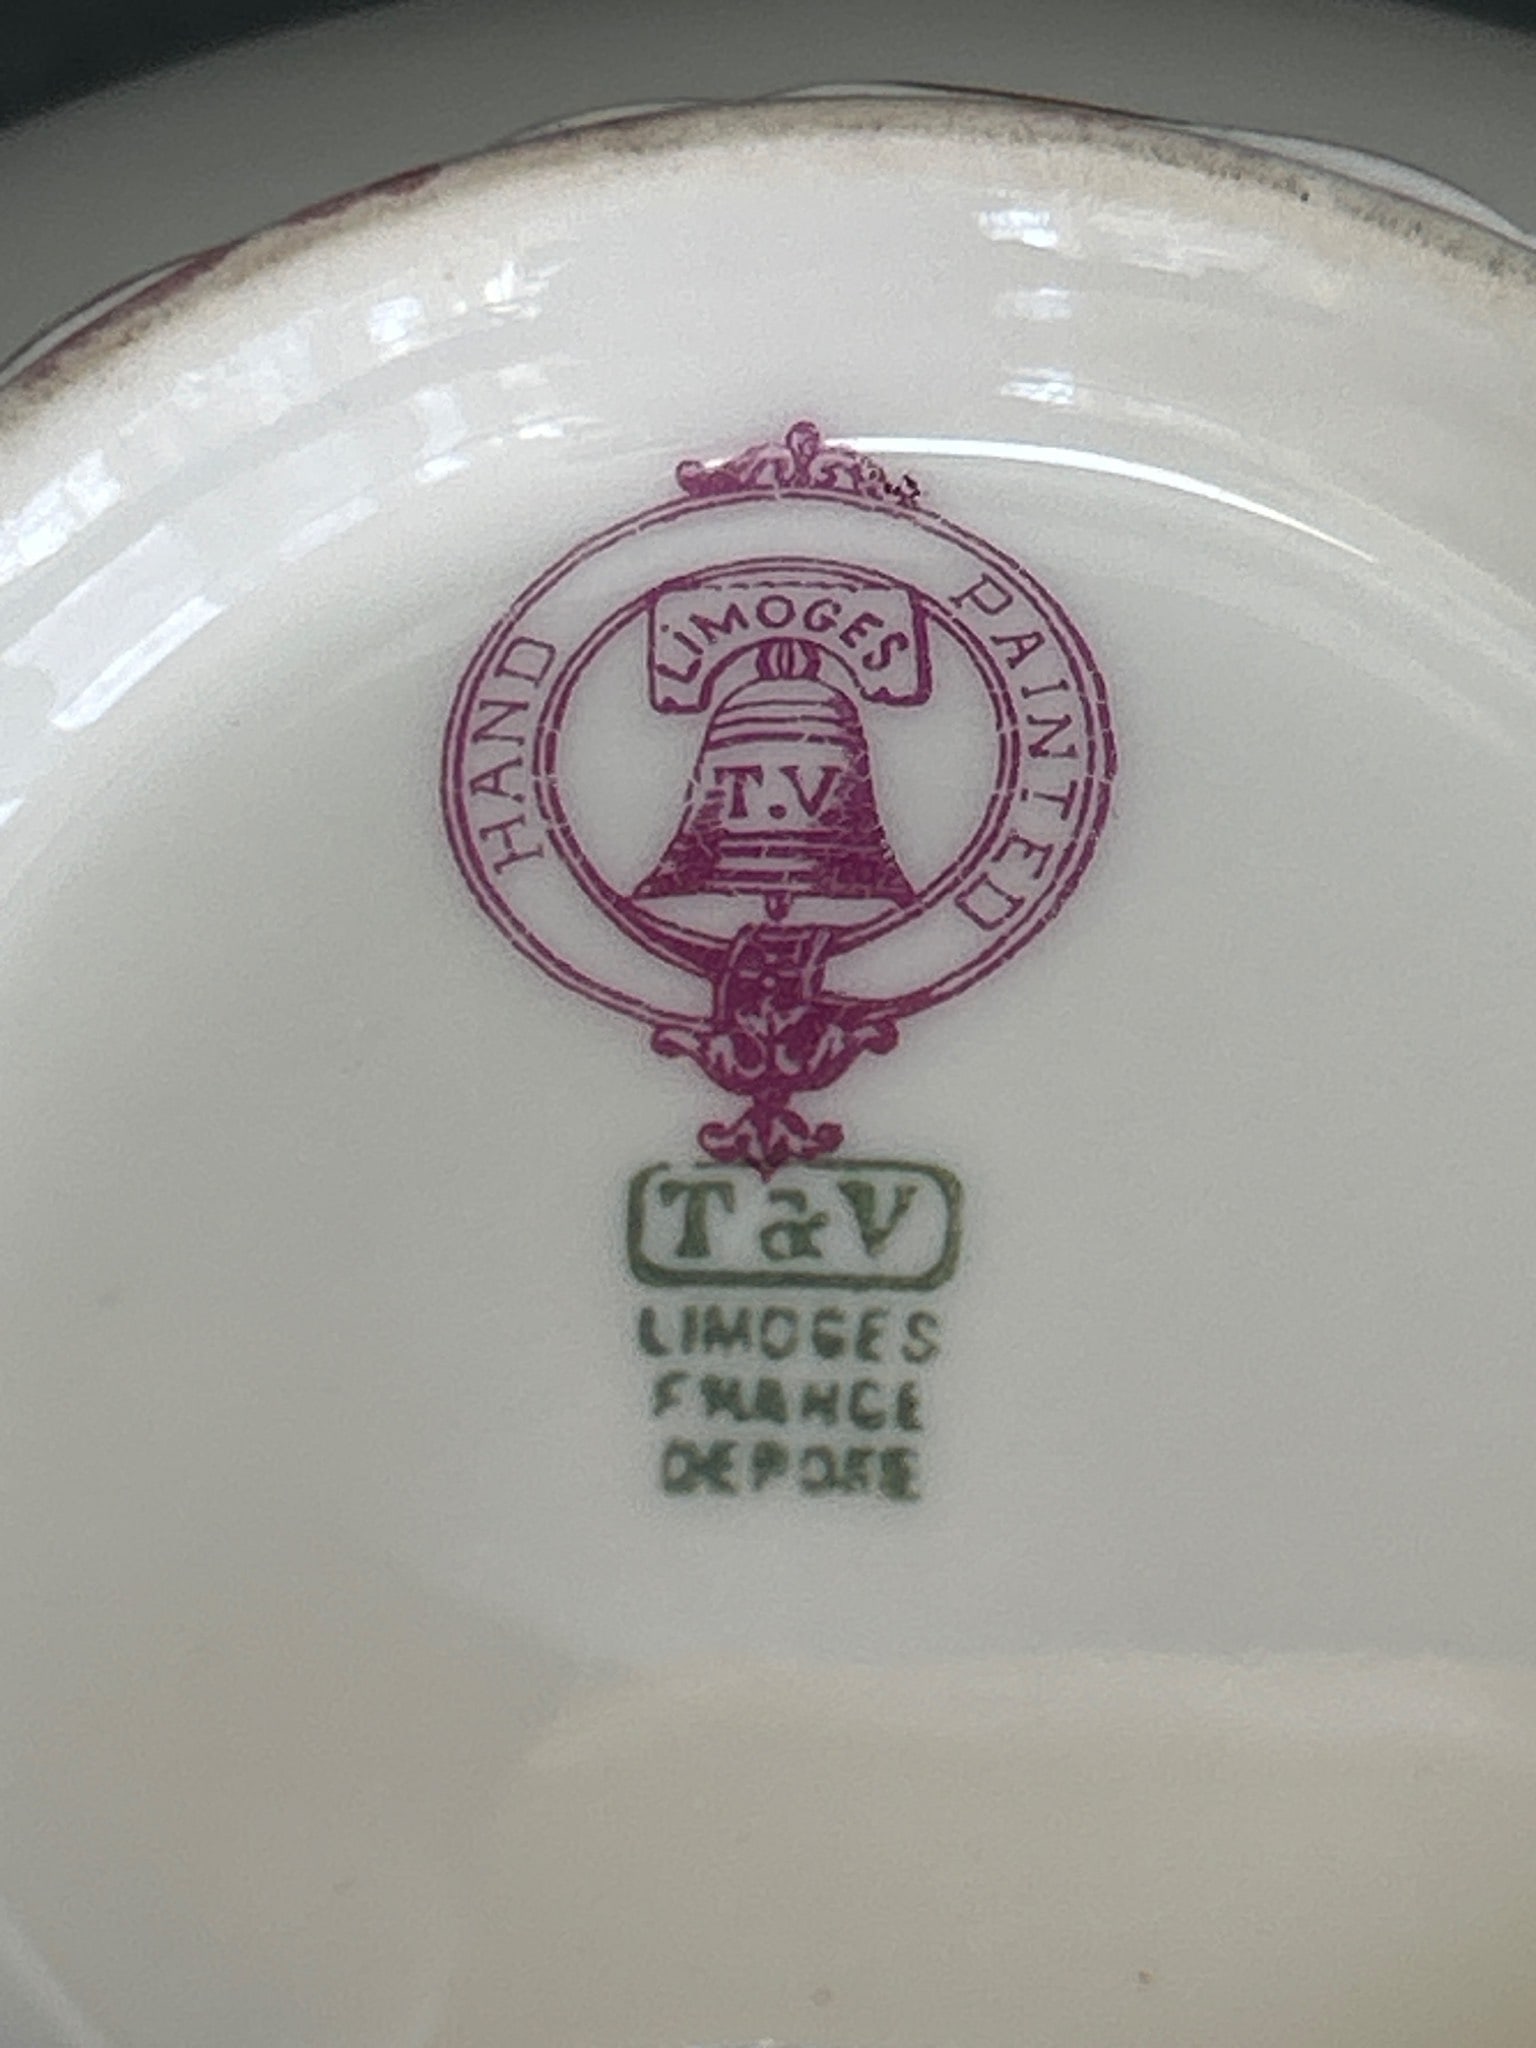 HAND PAINTED
LIMOGES
T.V
T & V
LIMOGES
FRANCE
DEPOSE